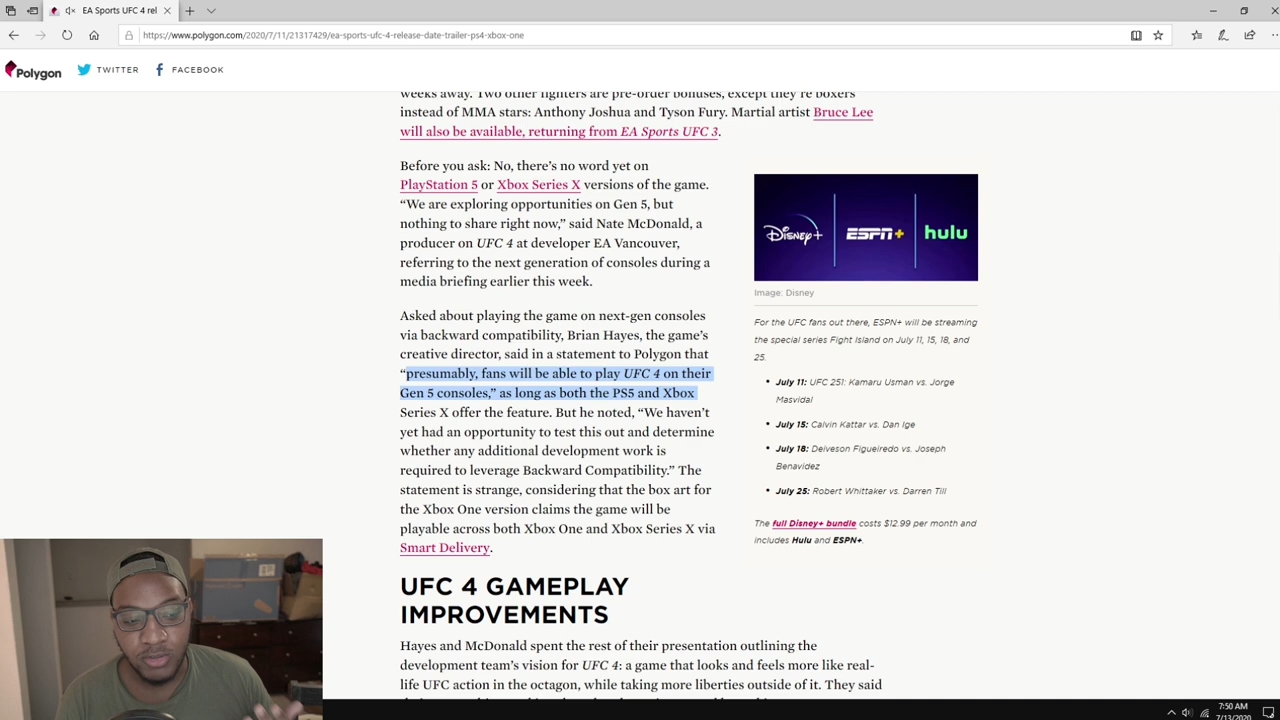 EA Sports UFC 4 rel
https://www.polygon.com/2020/7/11/21317429/ea-sports-ufc-4-release-date-trailer-ps4-xbox-one
Polygon
TWITTER
FACEBOOK
weeks away. Two other fighters are pre-order bonuses, except they're boxers
instead of MMA stars: Anthony Joshua and Tyson Fury. Martial artist Bruce Lee
will also be available, returning from EA Sports UFC 3.
Before you ask: No, there's no word yet on
PlayStation 5 or Xbox Series X versions of the game.
“We are exploring opportunities on Gen 5, but
nothing to share right now,” said Nate McDonald, a
producer on UFC 4 at developer EA Vancouver,
referring to the next generation of consoles during a
media briefing earlier this week.
Asked about playing the game on next-gen consoles
via backward compatibility, Brian Hayes, the game's
creative director, said in a statement to Polygon that
“presumably, fans will be able to play UFC 4 on their
Gen 5 consoles,” as long as both the PS5 and Xbox
Series X offer the feature. But he noted, “We haven't
yet had an opportunity to test this out and determine
whether any additional development work is
required to leverage Backward Compatibility.” The
statement is strange, considering that the box art for
the Xbox One version claims the game will be
playable across both Xbox One and Xbox Series X via
Smart Delivery.
Disney+
ESPN+
hulu
Image: Disney
For the UFC fans out there, ESPN+ will be streaming
the special series Fight Island on July 11, 15, 18, and
25.
• July 11: UFC 251: Kamaru Usman vs. Jorge
Masvidal
• July 15: Calvin Kattar vs. Dan Ige
• July 18: Deiveson Figueiredo vs. Joseph
Benavidez
• July 25: Robert Whittaker vs. Darren Till
The full Disney+ bundle costs $12.99 per month and
includes Hulu and ESPN+.
UFC 4 GAMEPLAY
IMPROVEMENTS
Hayes and McDonald spent the rest of their presentation outlining the
development team's vision for UFC 4: a game that looks and feels more like real-
life UFC action in the octagon, while taking more liberties outside of it. They said
7:50 AM
7/13/2020